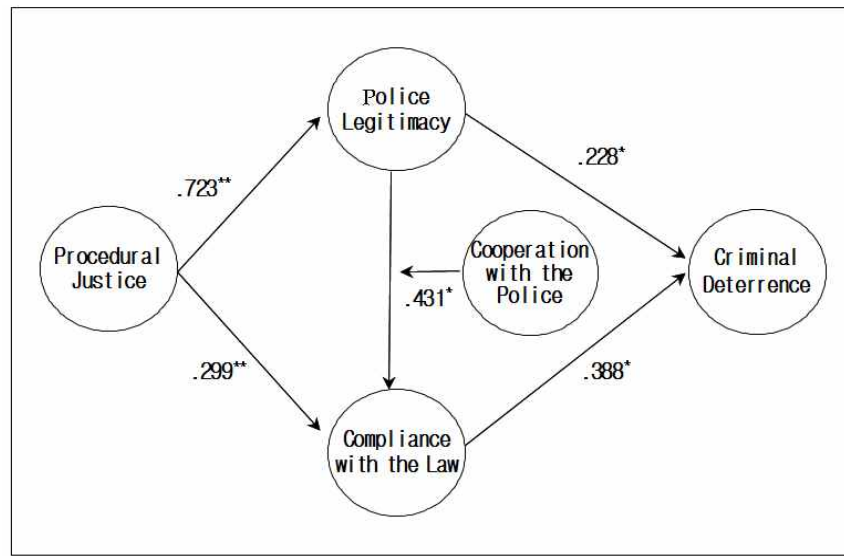 Police
Legitimacy
.723**
.228*
Procedural
Justice
Cooperation
with the
Police
.431*
Criminal
Deterrence
.299**
.388*
Compliance
with the Law